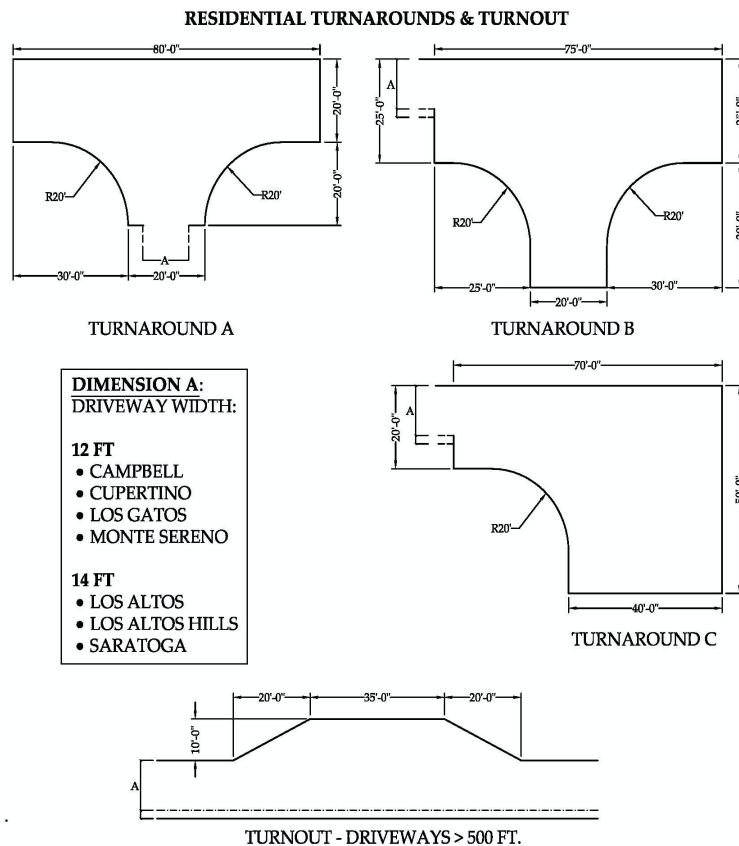 RESIDENTIAL TURNAROUNDS & TURNOUT
80'-0"
20'-0"
20'-0"
R20'
R20'
A
30'-0"
20'-0"
TURNAROUND A
75'-0"
A
25'-0"
R20'
R20'
25'-0"
30'-0"
20'-0"
TURNAROUND B
DIMENSION A:
DRIVEWAY WIDTH:
12 FT
• CAMPBELL
• CUPERTINO
• LOS GATOS
• MONTE SERENO
14 FT
• LOS ALTOS
• LOS ALTOS HILLS
• SARATOGA
70'-0"
A
20'-0"
R20'
40'-0"
TURNAROUND C
20'-0"
35'-0"
20'-0"
10'-0"
A
TURNOUT - DRIVEWAYS > 500 FT.